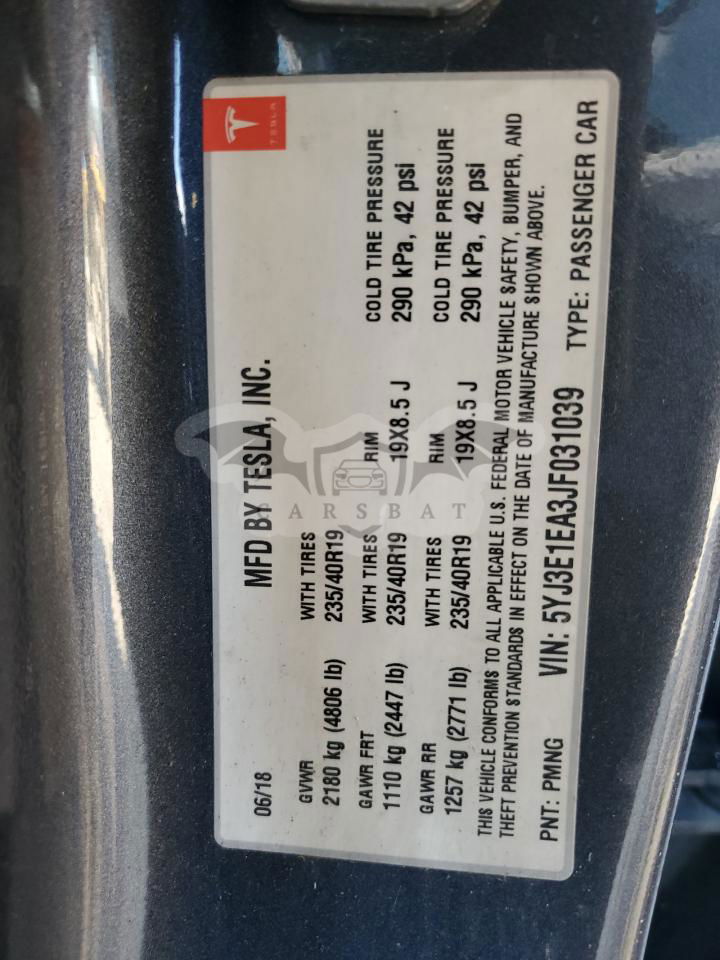 TESLA
06/18 MFD BY TESLA, INC.
GVWR WITH TIRES
2180 kg (4806 lb) 235/40R19
GAWR FRT WITH TIRES RIM COLD TIRE PRESSURE
1110 kg (2447 lb) 235/40R19 19X8.5 J 290 kPa, 42 psi
GAWR RR WITH TIRES RIM COLD TIRE PRESSURE
1257 kg (2771 lb) 235/40R19 19X8.5 J 290 kPa, 42 psi
THIS VEHICLE CONFORMS TO ALL APPLICABLE U.S. FEDERAL MOTOR VEHICLE SAFETY, BUMPER, AND
THEFT PREVENTION STANDARDS IN EFFECT ON THE DATE OF MANUFACTURE SHOWN ABOVE.
PNT: PMNG VIN: 5YJ3E1EA3JF031039 TYPE: PASSENGER CAR
CARSBAT